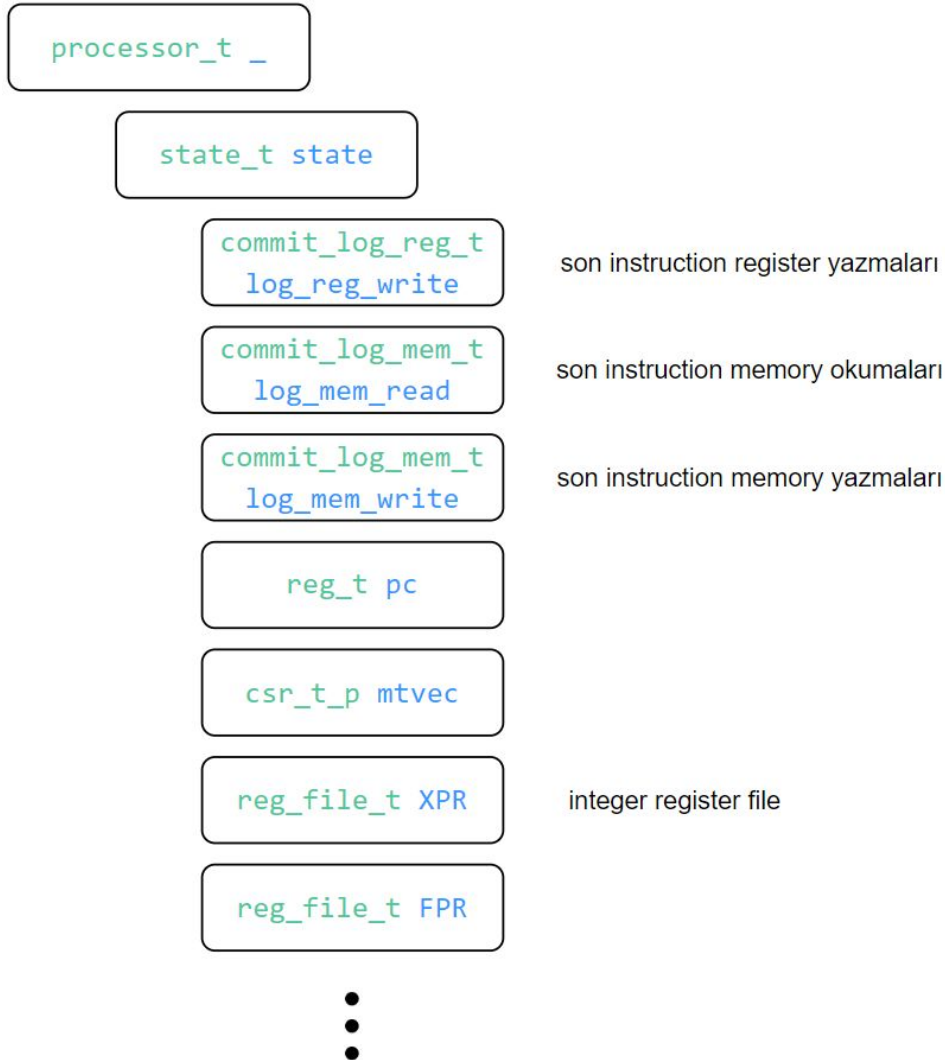 processor_t _
state_t state
commit_log_reg_t
log_reg_write
son instruction register yazmaları
commit_log_mem_t
log_mem_read
son instruction memory okumaları
commit_log_mem_t
log_mem_write
son instruction memory yazmaları
reg_t pc
csr_t_p mtvec
reg_file_t XPR
integer register file
reg_file_t FPR